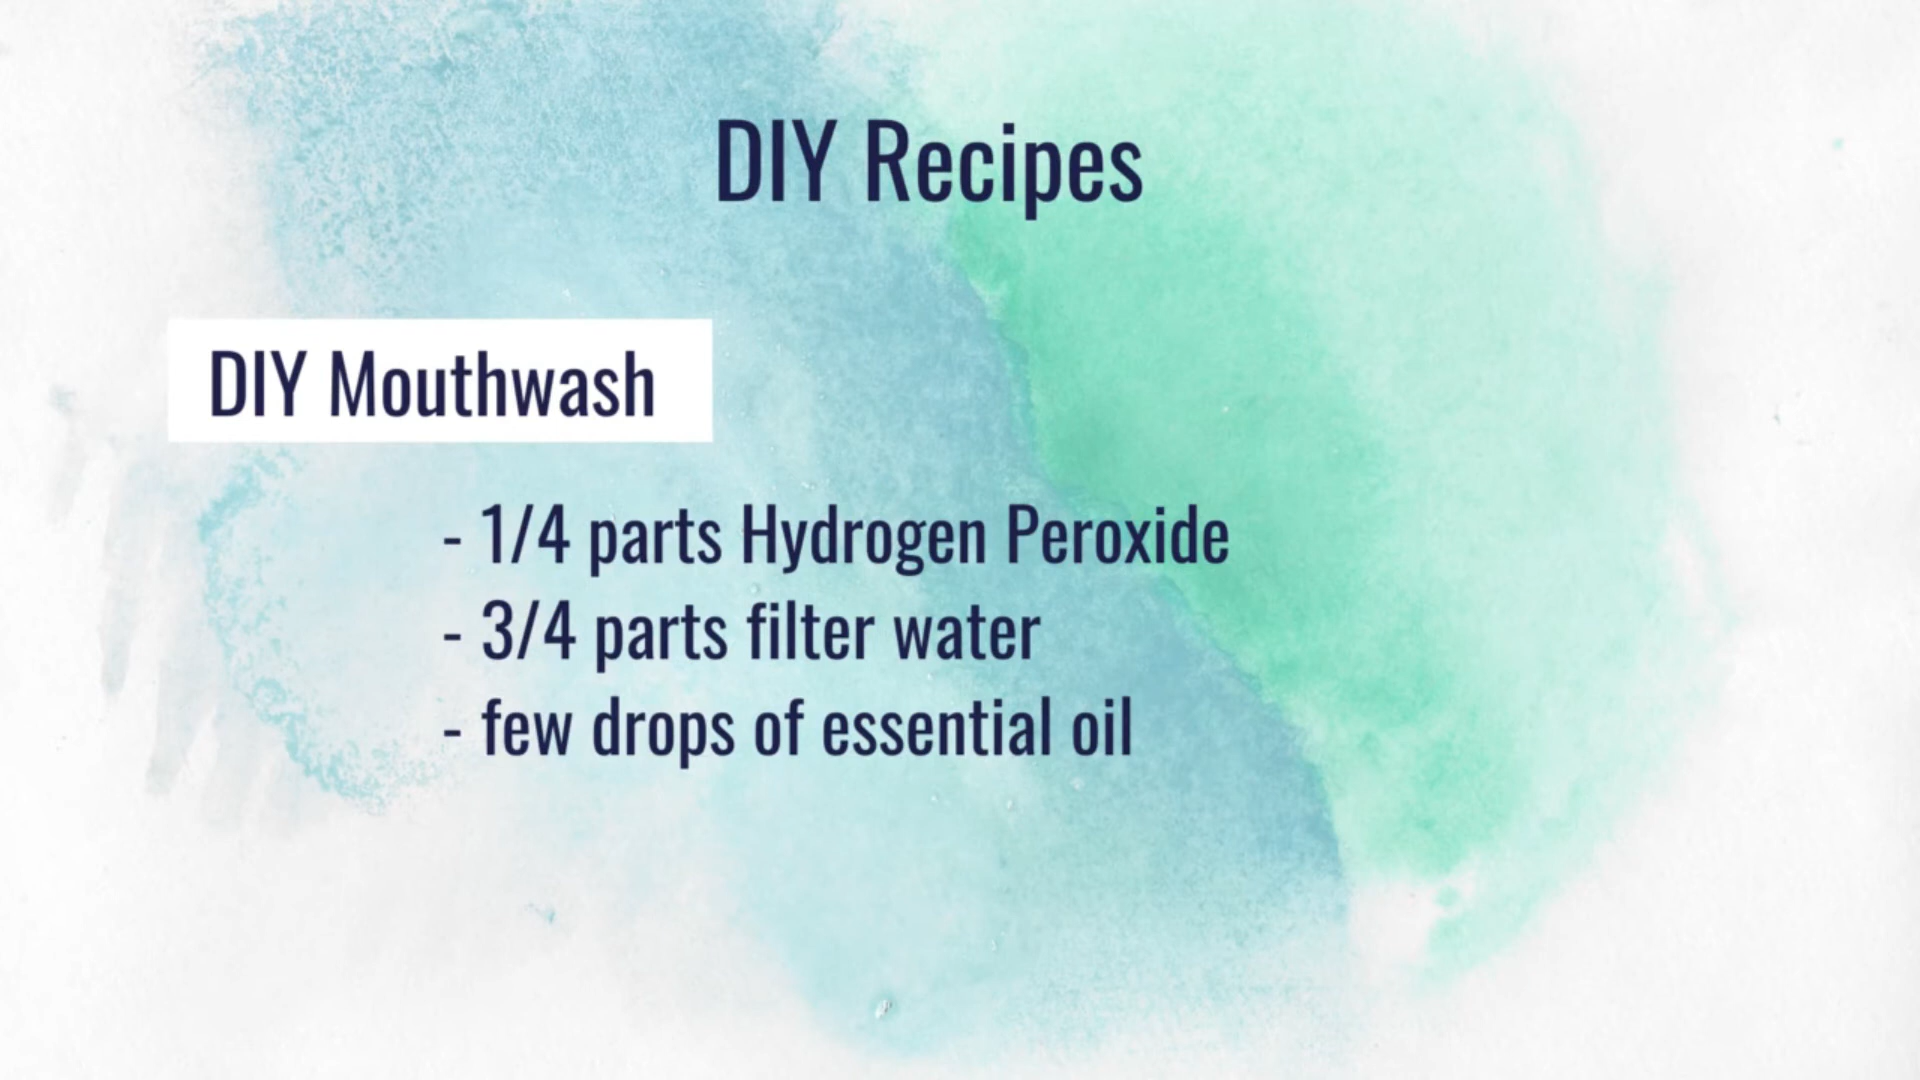 DIY Recipes
DIY Mouthwash
- 1/4 parts Hydrogen Peroxide
- 3/4 parts filter water
- few drops of essential oil